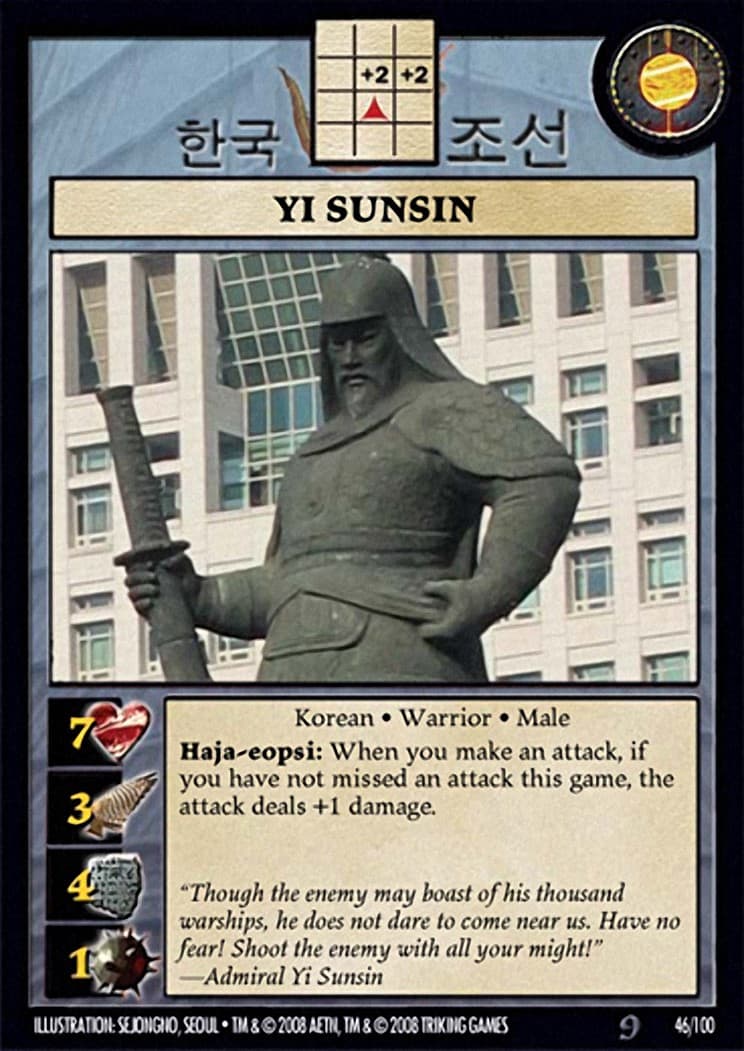 +2 +2
한국 조선
YI SUNSIN
7
Korean • Warrior • Male
Haja-eopsi: When you make an attack, if
you have not missed an attack this game, the
attack deals +1 damage.
3
4
“Though the enemy may boast of his thousand
warships, he does not dare to come near us. Have no
fear! Shoot the enemy with all your might!”
—Admiral Yi Sunsin
1
ILLUSTRATION: SEJONGNO, SEOUL • TM & © 2008 AETN, TM & © 2008 TRIKING GAMES
9 46/100